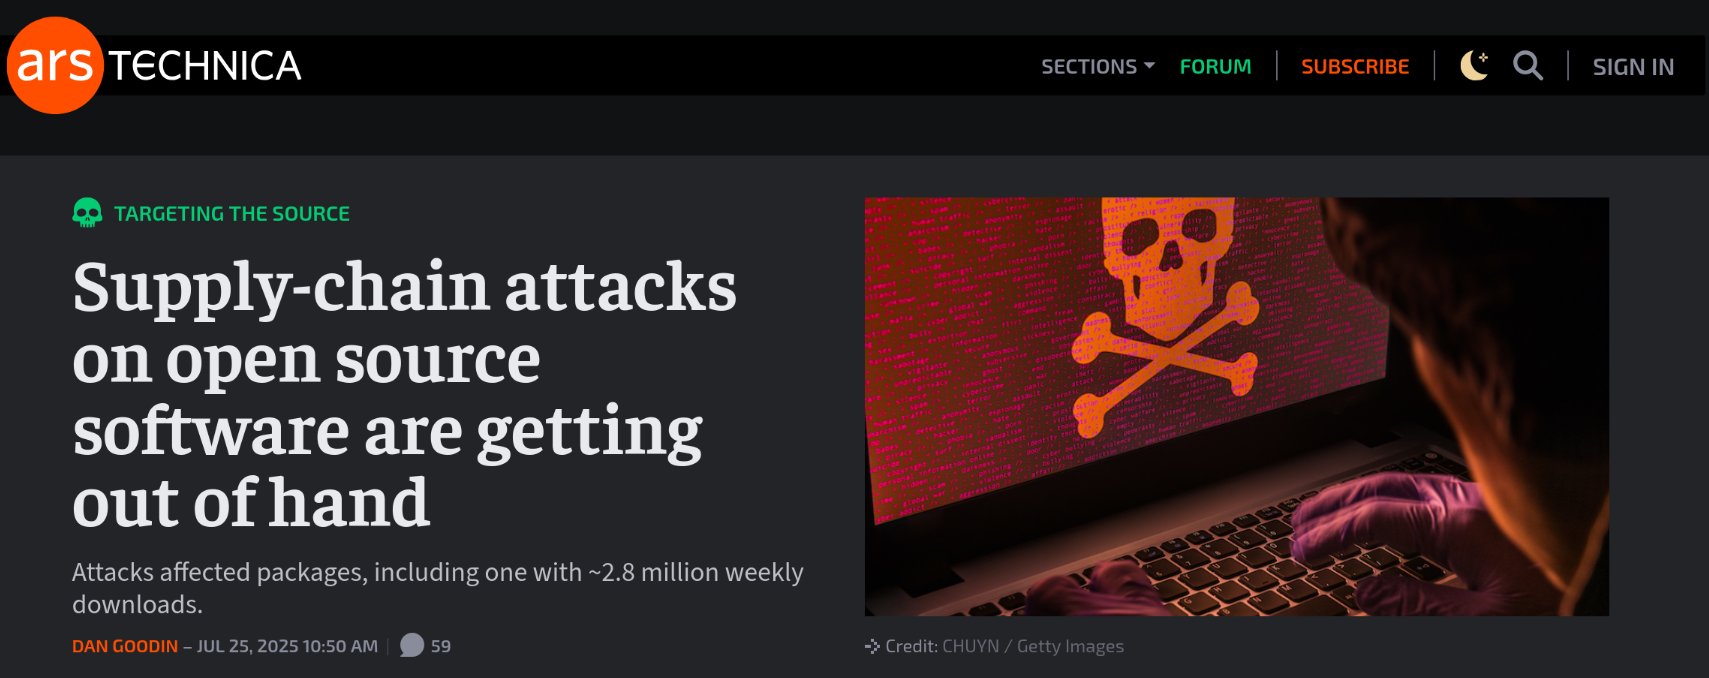 ars TECHNICA
SECTIONS FORUM SUBSCRIBE SIGN IN
TARGETING THE SOURCE
Supply-chain attacks
on open source
software are getting
out of hand
Attacks affected packages, including one with ~2.8 million weekly
downloads.
DAN GOODIN – JUL 25, 2025 10:50 AM 59
Credit: CHUYN / Getty Images